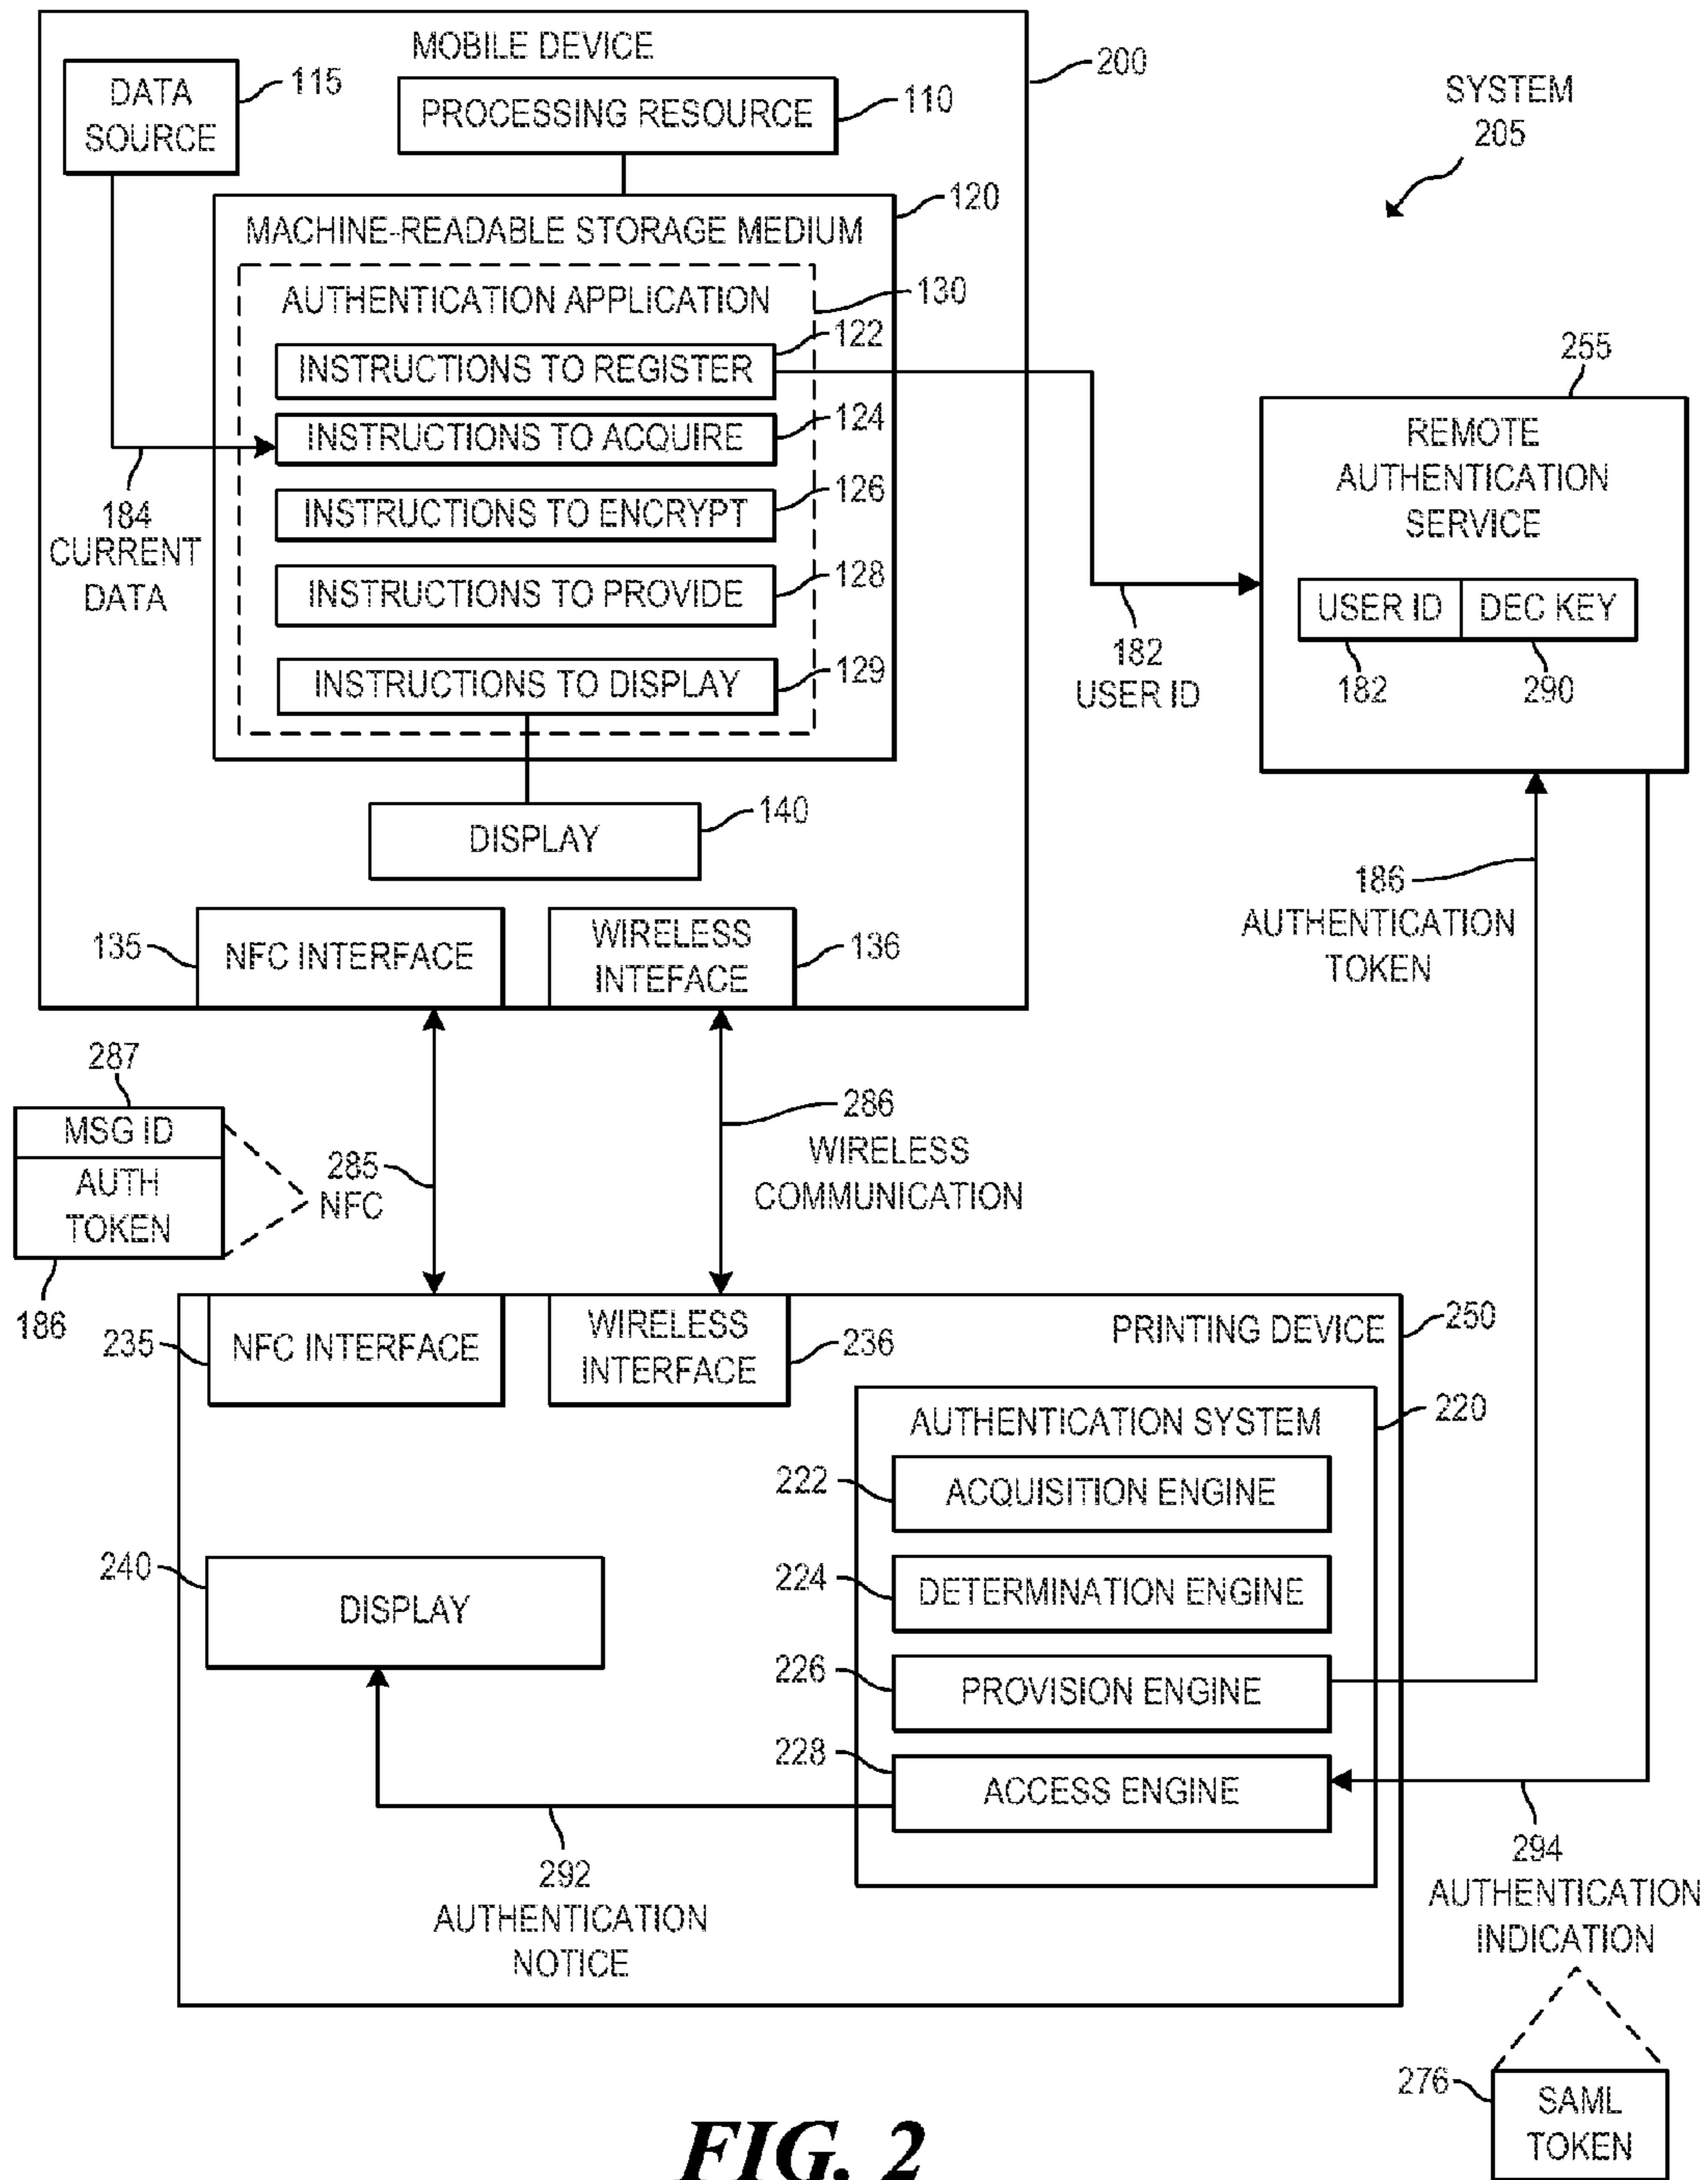 MOBILE DEVICE
200
DATA
SOURCE
115
PROCESSING RESOURCE
110
SYSTEM
205
MACHINE-READABLE STORAGE MEDIUM
120
AUTHENTICATION APPLICATION
130
INSTRUCTIONS TO REGISTER
122
INSTRUCTIONS TO ACQUIRE
124
INSTRUCTIONS TO ENCRYPT
126
INSTRUCTIONS TO PROVIDE
128
INSTRUCTIONS TO DISPLAY
129
184
CURRENT
DATA
182
USER ID
255
REMOTE
AUTHENTICATION
SERVICE
USER ID
DEC KEY
182
290
DISPLAY
140
186
AUTHENTICATION
TOKEN
135
NFC INTERFACE
WIRELESS
INTEFACE
136
287
MSG ID
AUTH
TOKEN
186
285
NFC
286
WIRELESS
COMMUNICATION
235
NFC INTERFACE
WIRELESS
INTERFACE
236
PRINTING DEVICE
250
AUTHENTICATION SYSTEM
220
222
ACQUISITION ENGINE
224
DETERMINATION ENGINE
226
PROVISION ENGINE
228
ACCESS ENGINE
240
DISPLAY
292
AUTHENTICATION
NOTICE
294
AUTHENTICATION
INDICATION
276
SAML
TOKEN
FIG. 2